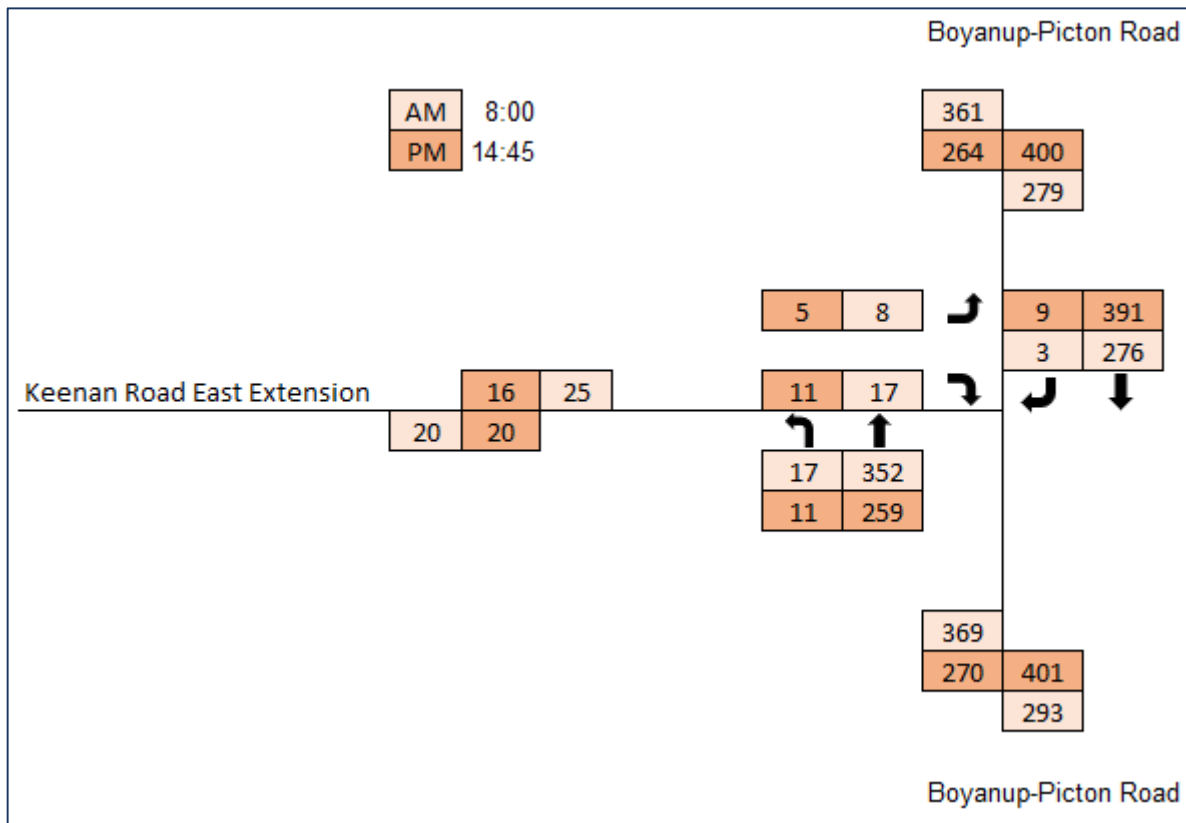 Boyanup-Picton Road
AM 8:00 361
PM 14:45 264 400
279
5 8 9 391
3 276
Keenan Road East Extension 16 25 11 17
20 20
17 352
11 259
369
270 401
293
Boyanup-Picton Road